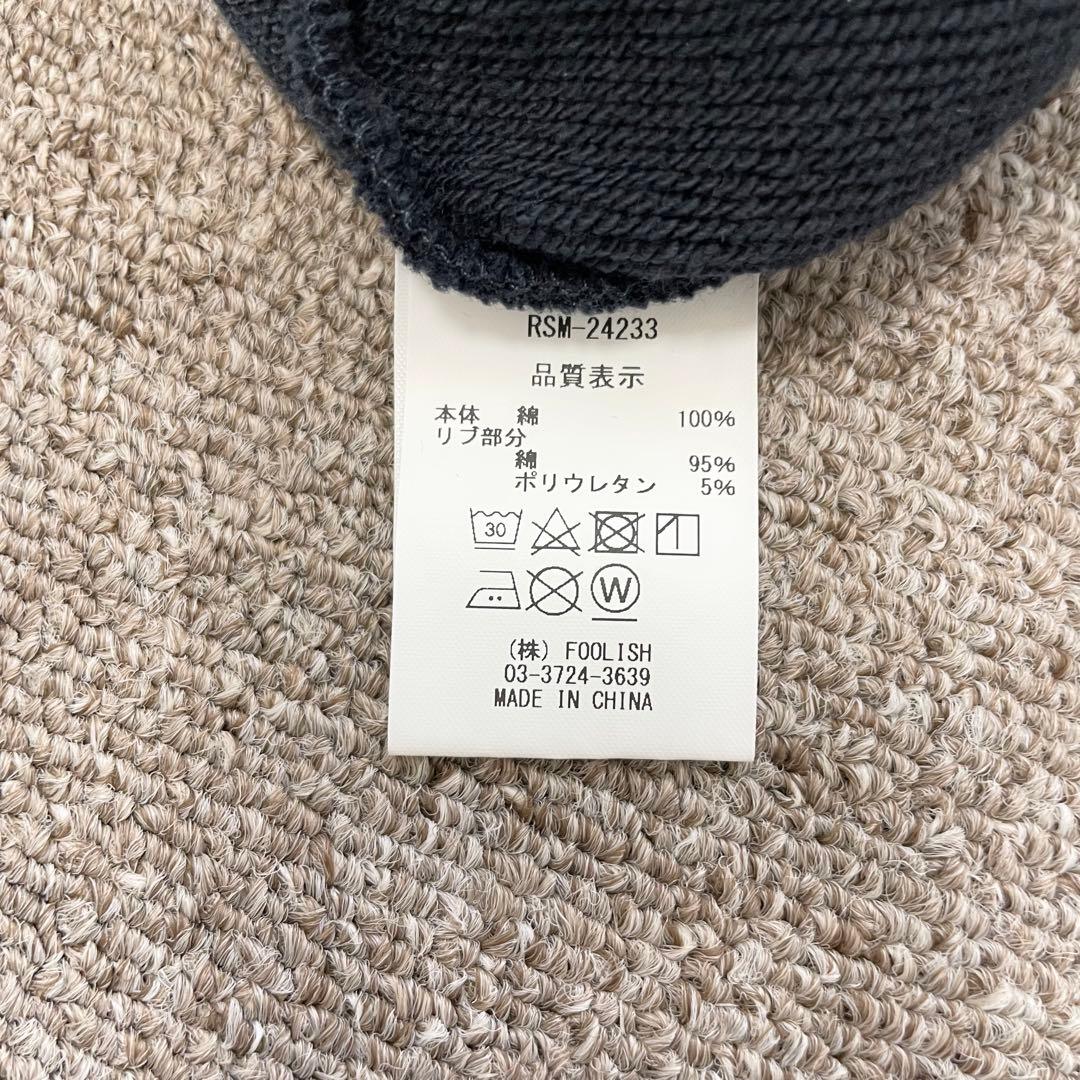 RSM-24233
品質表示
本体 綿 100%
リブ部分
綿 95%
ポリウレタン 5%
30
W
(株) FOOLISH
03-3724-3639
MADE IN CHINA